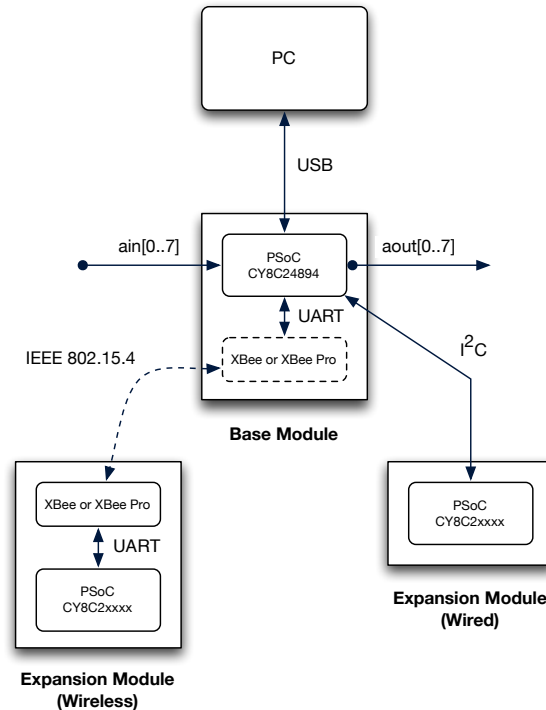 PC
USB
ain[0..7]
aout[0..7]
PSoC
CY8C24894
UART
I²C
IEEE 802.15.4
XBee or XBee Pro
Base Module
XBee or XBee Pro
UART
PSoC
CY8C2xxxx
Expansion Module
(Wireless)
PSoC
CY8C2xxxx
Expansion Module
(Wired)